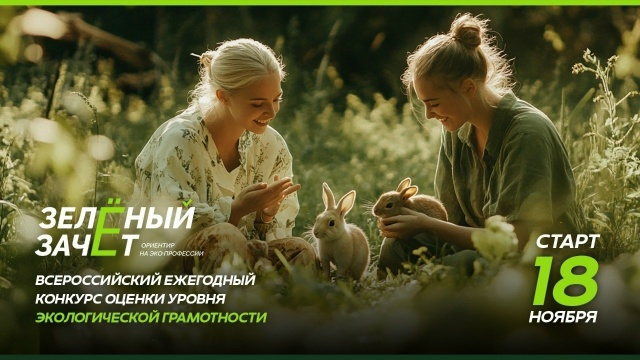 ЗЕЛЁНЫЙ
ЗАЧЁТ
ОРИЕНТИР
НА ЭКО-ПРОФЕССИИ
ВСЕРОССИЙСКИЙ ЕЖЕГОДНЫЙ
КОНКУРС ОЦЕНКИ УРОВНЯ
ЭКОЛОГИЧЕСКОЙ ГРАМОТНОСТИ
СТАРТ
18
НОЯБРЯ